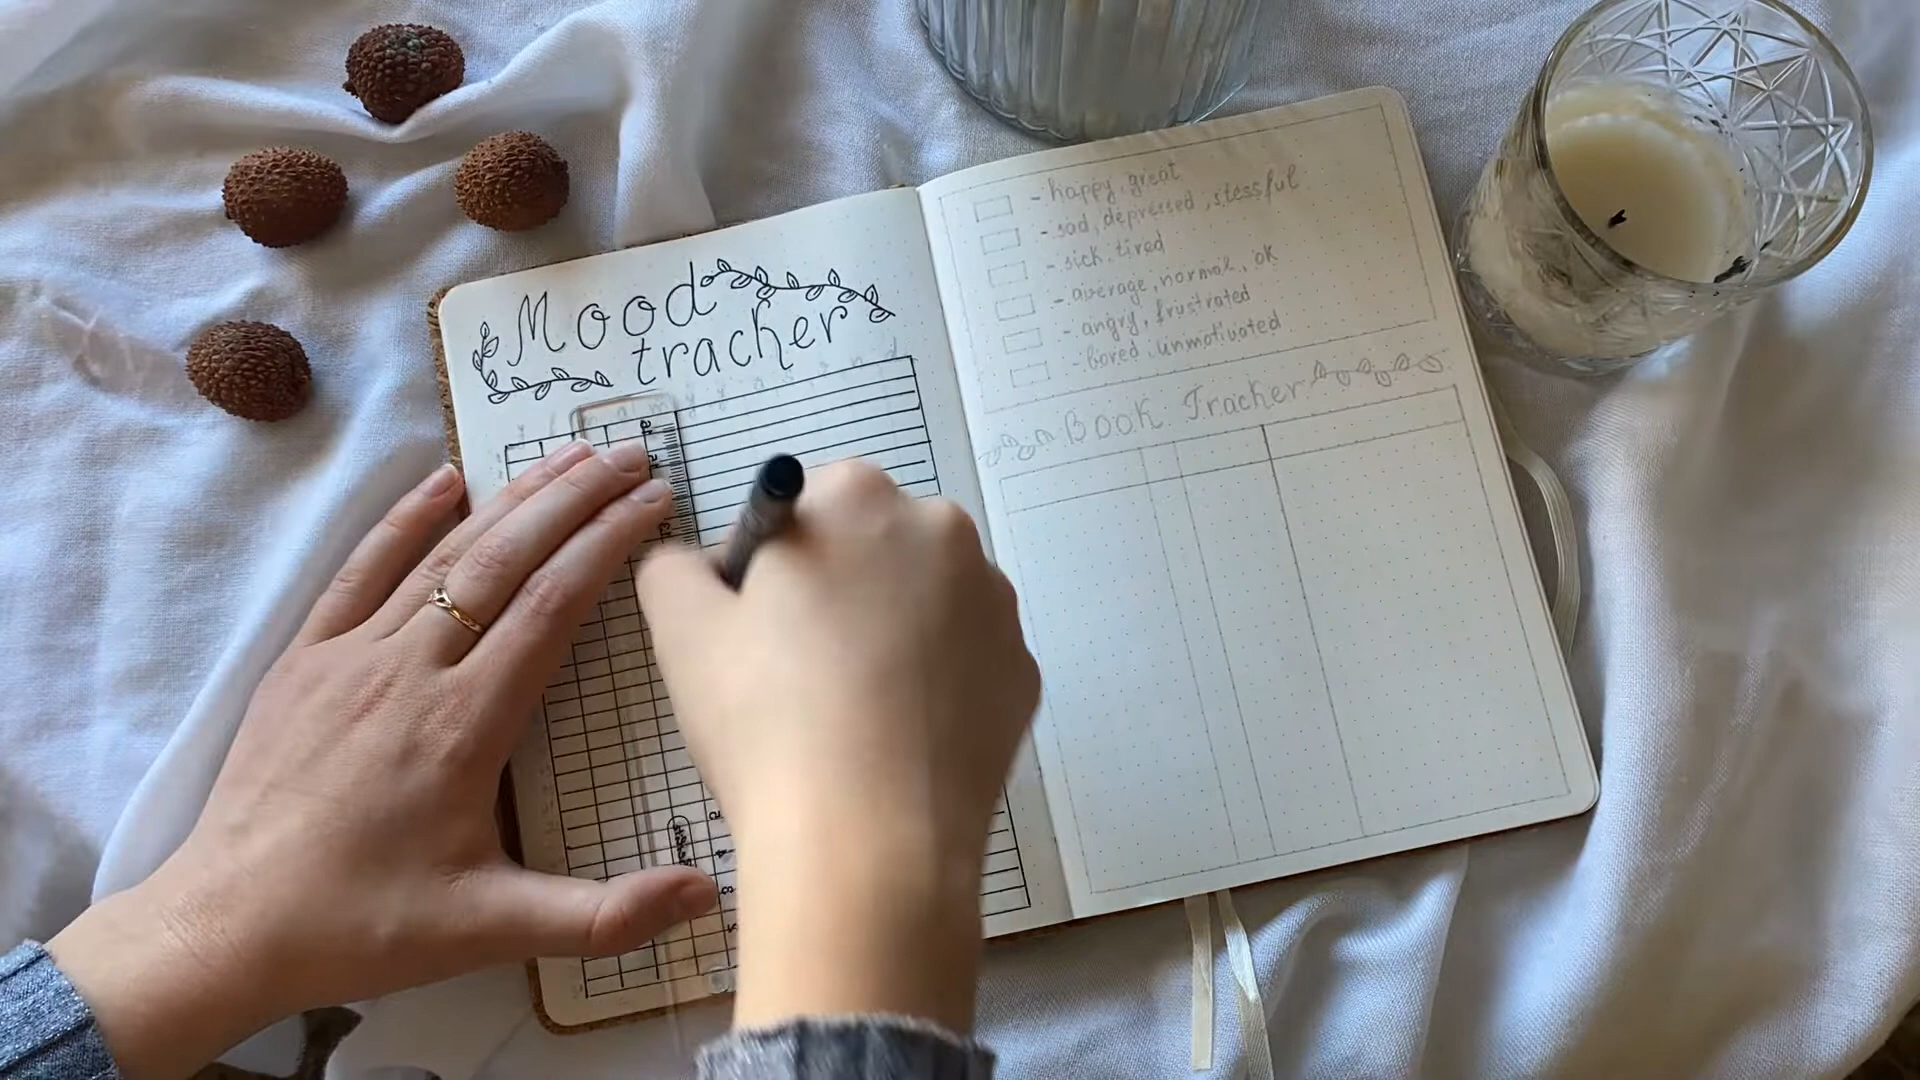 Mood
tracker
- happy, great
- sad, depressed, stessful
- sick, tired
- average, normal, ok
- angry, frustrated
- bored, unmotivated
Book Tracker